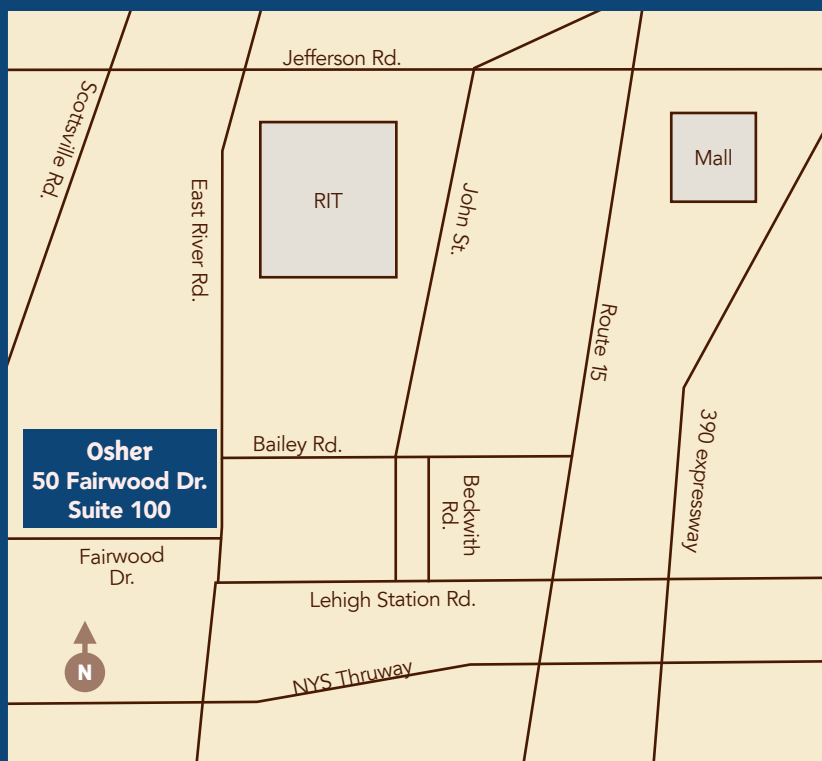 Jefferson Rd.
Scottsville Rd.
Mall
RIT
East River Rd.
John St.
Route 15
390 expressway
Osher
50 Fairwood Dr.
Suite 100
Bailey Rd.
Beckwith
Rd.
Fairwood
Dr.
Lehigh Station Rd.
N
NYS Thruway